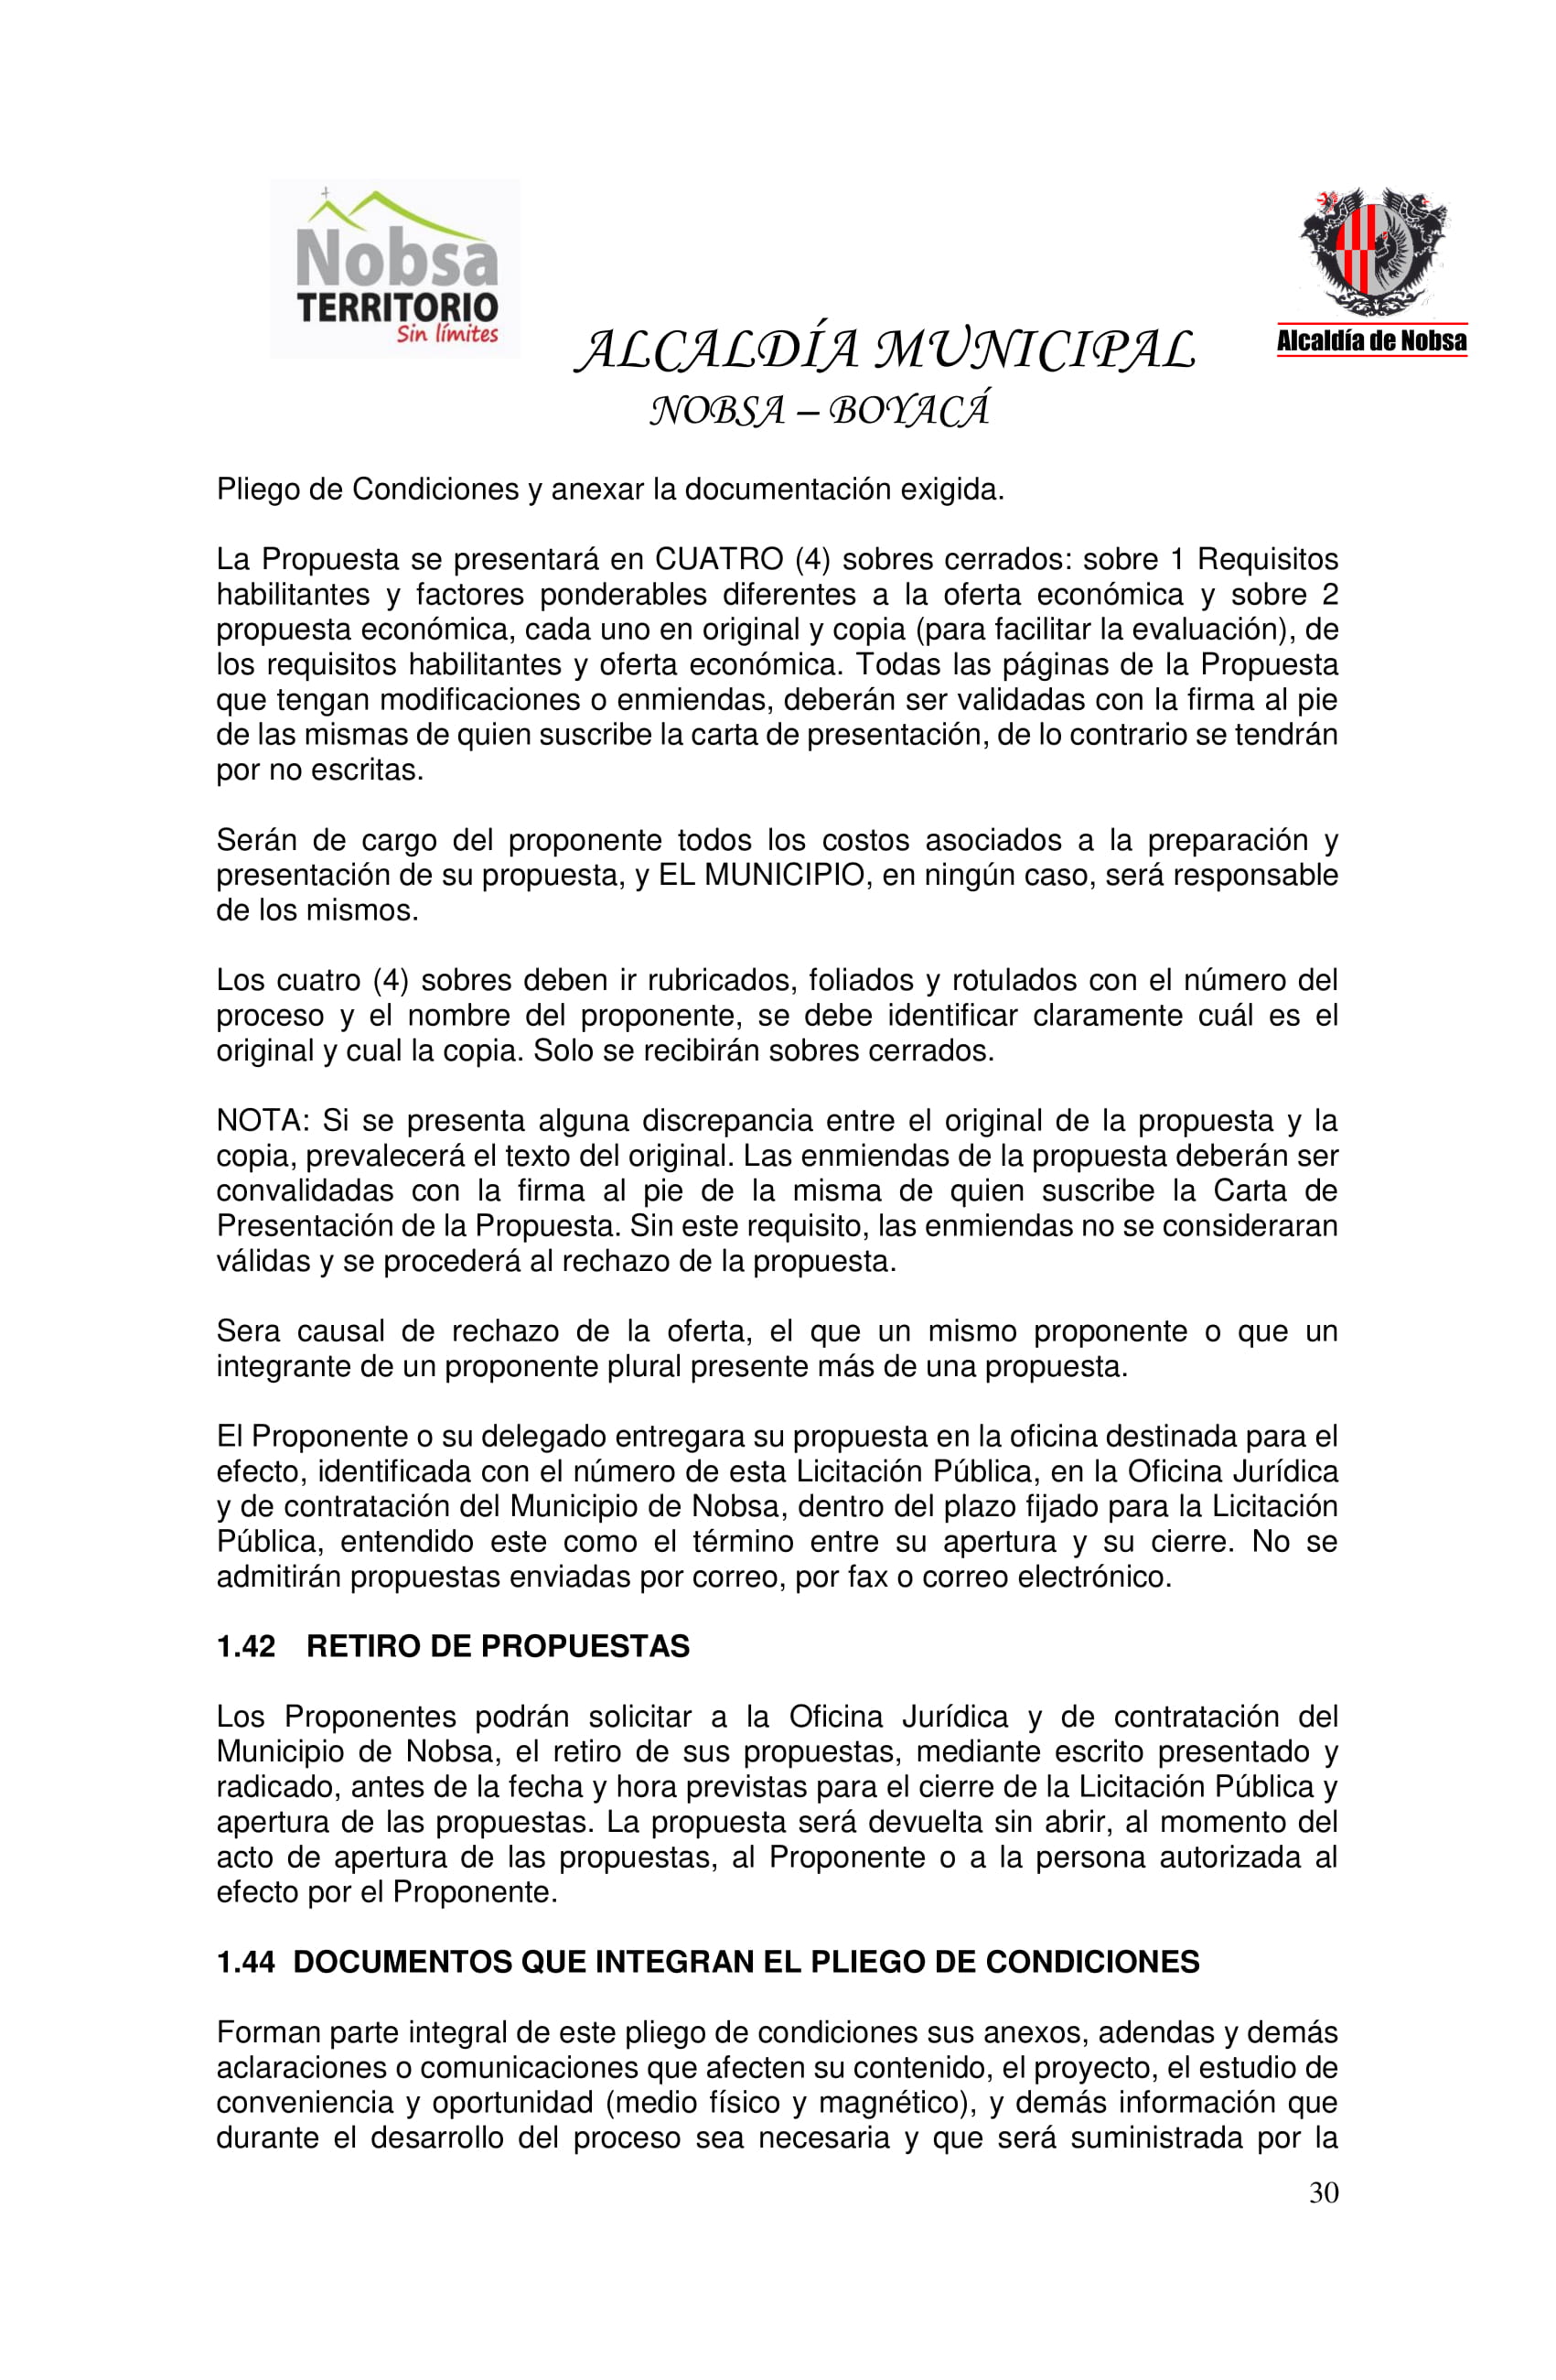 Nobsa
TERRITORIO
Sin límites
Alcaldía de Nobsa
ALCALDÍA MUNICIPAL
NOBSA – BOYACÁ
Pliego de Condiciones y anexar la documentación exigida.
La Propuesta se presentará en CUATRO (4) sobres cerrados: sobre 1 Requisitos
habilitantes y factores ponderables diferentes a la oferta económica y sobre 2
propuesta económica, cada uno en original y copia (para facilitar la evaluación), de
los requisitos habilitantes y oferta económica. Todas las páginas de la Propuesta
que tengan modificaciones o enmiendas, deberán ser validadas con la firma al pie
de las mismas de quien suscribe la carta de presentación, de lo contrario se tendrán
por no escritas.
Serán de cargo del proponente todos los costos asociados a la preparación y
presentación de su propuesta, y EL MUNICIPIO, en ningún caso, será responsable
de los mismos.
Los cuatro (4) sobres deben ir rubricados, foliados y rotulados con el número del
proceso y el nombre del proponente, se debe identificar claramente cuál es el
original y cual la copia. Solo se recibirán sobres cerrados.
NOTA: Si se presenta alguna discrepancia entre el original de la propuesta y la
copia, prevalecerá el texto del original. Las enmiendas de la propuesta deberán ser
convalidadas con la firma al pie de la misma de quien suscribe la Carta de
Presentación de la Propuesta. Sin este requisito, las enmiendas no se consideraran
válidas y se procederá al rechazo de la propuesta.
Sera causal de rechazo de la oferta, el que un mismo proponente o que un
integrante de un proponente plural presente más de una propuesta.
El Proponente o su delegado entregara su propuesta en la oficina destinada para el
efecto, identificada con el número de esta Licitación Pública, en la Oficina Jurídica
y de contratación del Municipio de Nobsa, dentro del plazo fijado para la Licitación
Pública, entendido este como el término entre su apertura y su cierre. No se
admitirán propuestas enviadas por correo, por fax o correo electrónico.
1.42 RETIRO DE PROPUESTAS
Los Proponentes podrán solicitar a la Oficina Jurídica y de contratación del
Municipio de Nobsa, el retiro de sus propuestas, mediante escrito presentado y
radicado, antes de la fecha y hora previstas para el cierre de la Licitación Pública y
apertura de las propuestas. La propuesta será devuelta sin abrir, al momento del
acto de apertura de las propuestas, al Proponente o a la persona autorizada al
efecto por el Proponente.
1.44 DOCUMENTOS QUE INTEGRAN EL PLIEGO DE CONDICIONES
Forman parte integral de este pliego de condiciones sus anexos, adendas y demás
aclaraciones o comunicaciones que afecten su contenido, el proyecto, el estudio de
conveniencia y oportunidad (medio físico y magnético), y demás información que
durante el desarrollo del proceso sea necesaria y que será suministrada por la
30